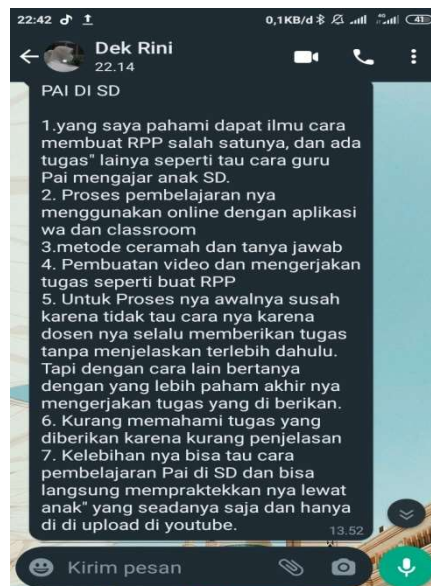 22:42
0,1KB/d
4G
41
Dek Rini
22.14
PAI DI SD
1.yang saya pahami dapat ilmu cara
membuat RPP salah satunya, dan ada
tugas" lainya seperti tau cara guru
Pai mengajar anak SD.
2. Proses pembelajaran nya
menggunakan online dengan aplikasi
wa dan classroom
3.metode ceramah dan tanya jawab
4. Pembuatan video dan mengerjakan
tugas seperti buat RPP
5. Untuk Proses nya awalnya susah
karena tidak tau cara nya karena
dosen nya selalu memberikan tugas
tanpa menjelaskan terlebih dahulu.
Tapi dengan cara lain bertanya
dengan yang lebih paham akhir nya
mengerjakan tugas yang di berikan.
6. Kurang memahami tugas yang
diberikan karena kurang penjelasan
7. Kelebihan nya bisa tau cara
pembelajaran Pai di SD dan bisa
langsung mempraktekkan nya lewat
anak" yang seadanya saja dan hanya
di di upload di youtube.
13.52
Kirim pesan